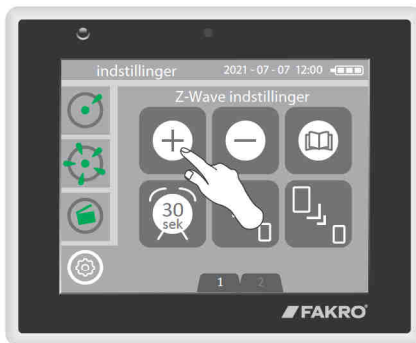 indstillinger 2021 - 07 - 07 12:00
Z-Wave indstillinger
30
sek
1 2
FAKRO